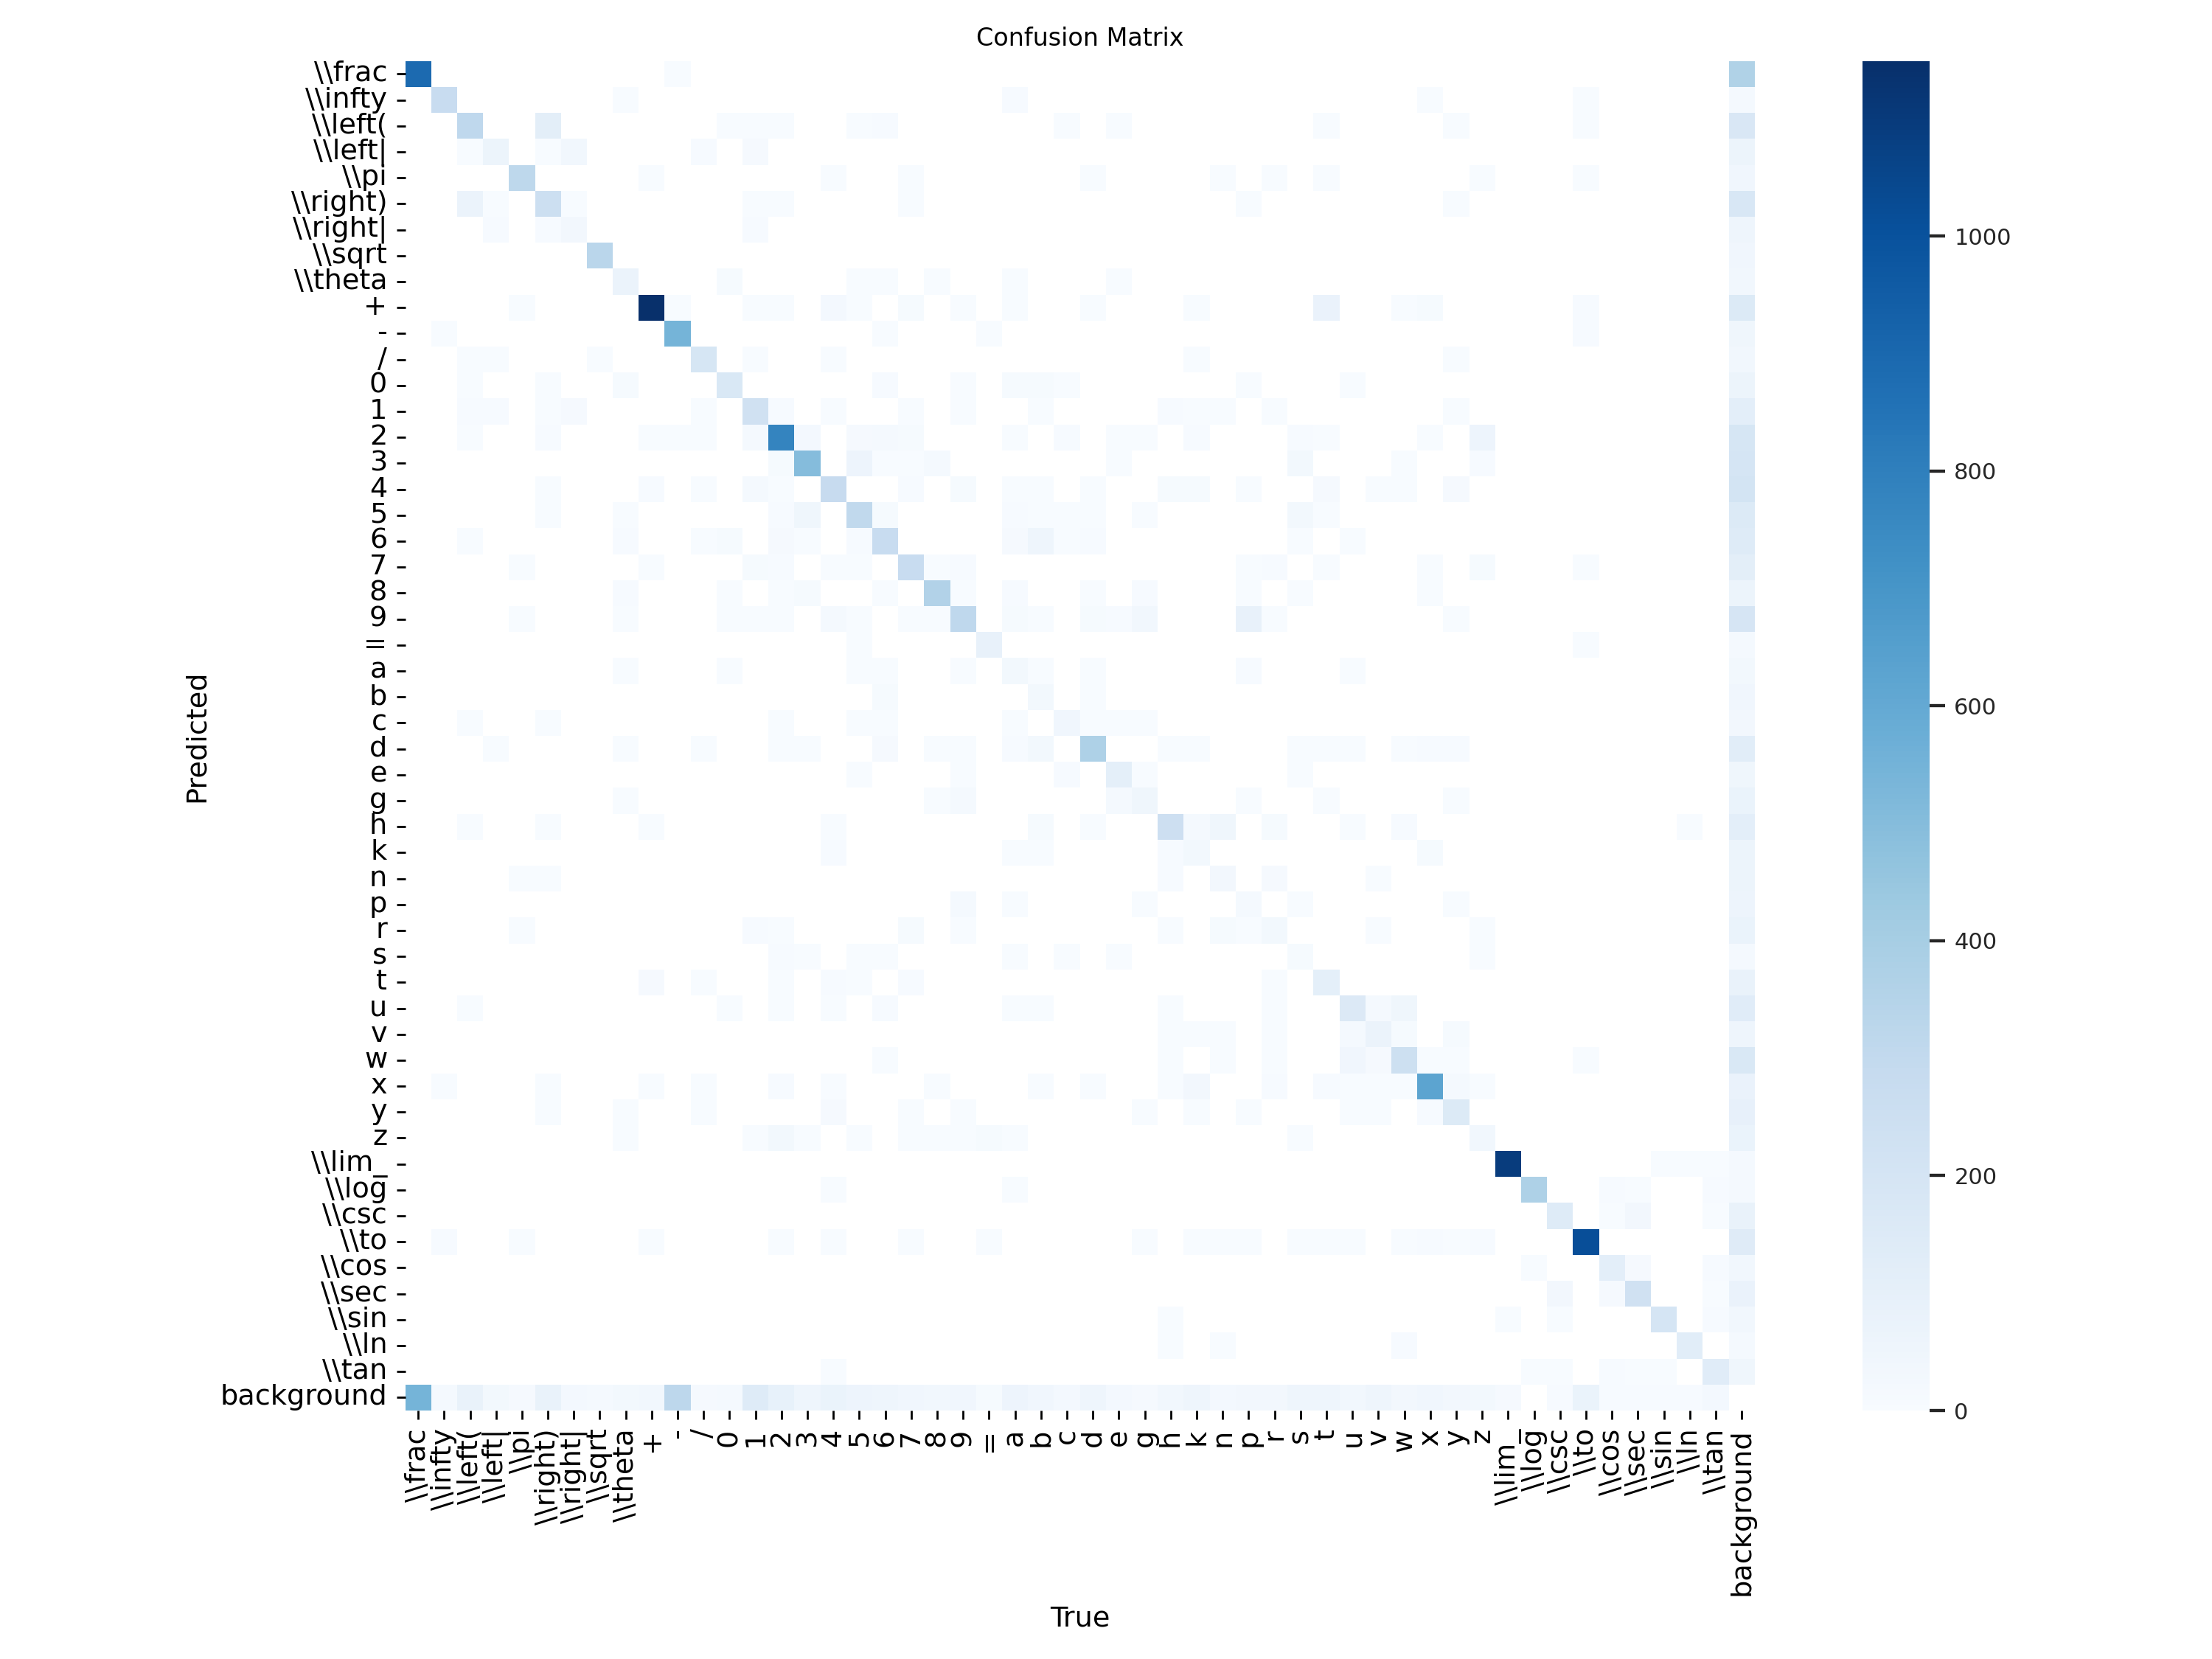 Confusion Matrix
\\frac
\\infty
\\left(
\\left|
\\pi
\\right)
\\right|
\\sqrt
\\theta
+
-
/
0
1
2
3
4
5
6
7
8
9
=
a
b
c
d
e
g
h
k
n
p
r
s
t
u
v
w
x
y
z
\\lim_
\\log
\\csc
\\to
\\cos
\\sec
\\sin
\\ln
\\tan
background
Predicted
\\frac
\\infty
\\left(
\\left|
\\pi
\\right)
\\right|
\\sqrt
\\theta
+
-
/
0
1
2
3
4
5
6
7
8
9
=
a
b
c
d
e
g
h
k
n
p
r
s
t
u
v
w
x
y
z
\\lim_
\\log
\\csc
\\to
\\cos
\\sec
\\sin
\\ln
\\tan
background
True
1000
800
600
400
200
0